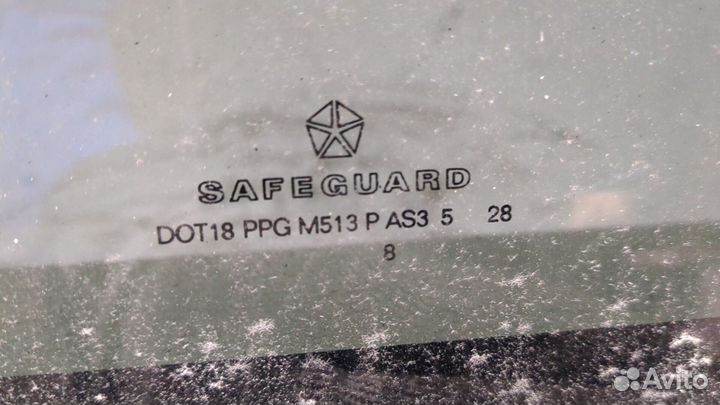 SAFEGUARD
DOT18 PPG M513 P AS3 5 28
8
Avito